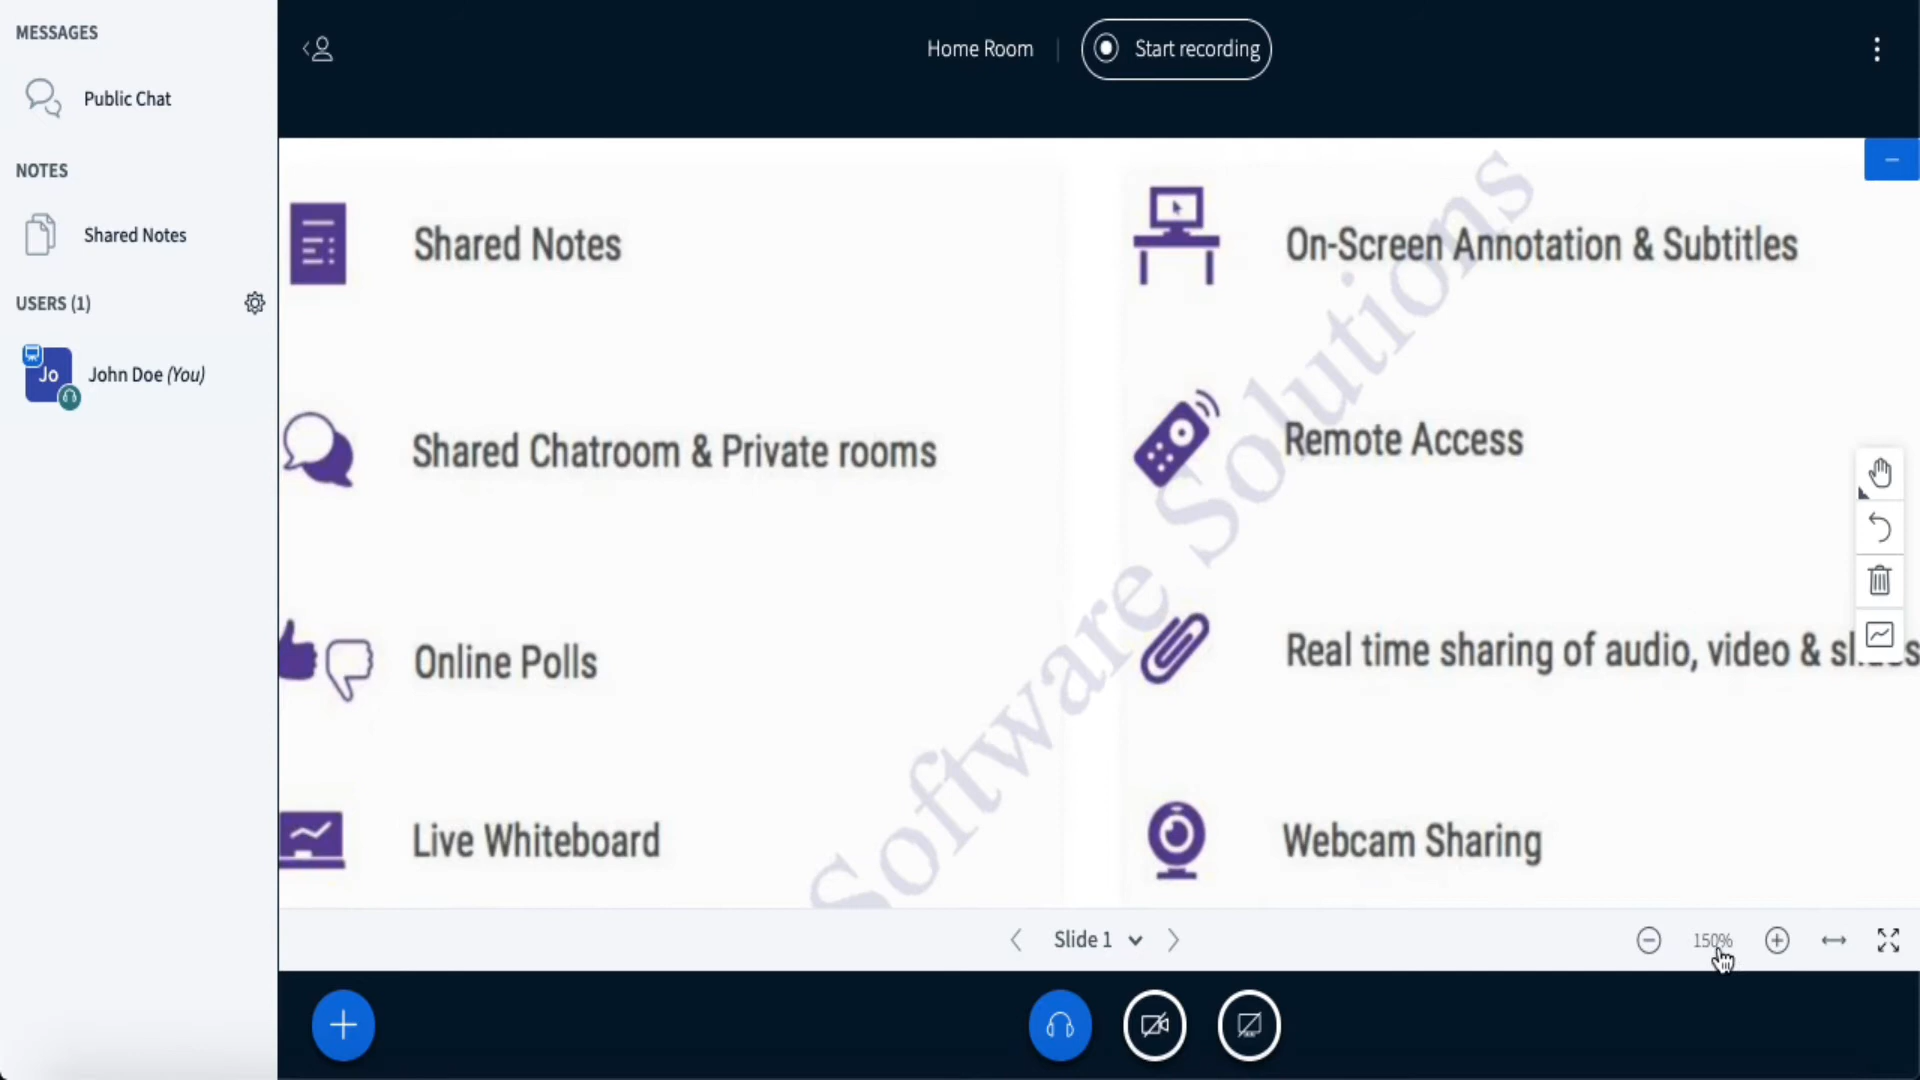 MESSAGES
Public Chat
NOTES
Shared Notes
USERS (1)
Jo
John Doe (You)
Home Room
Start recording
Shared Notes
On-Screen Annotation & Subtitles
Shared Chatroom & Private rooms
Remote Access
Online Polls
Real time sharing of audio, video &
Live Whiteboard
Webcam Sharing
Software Solutions
Slide 1
150%